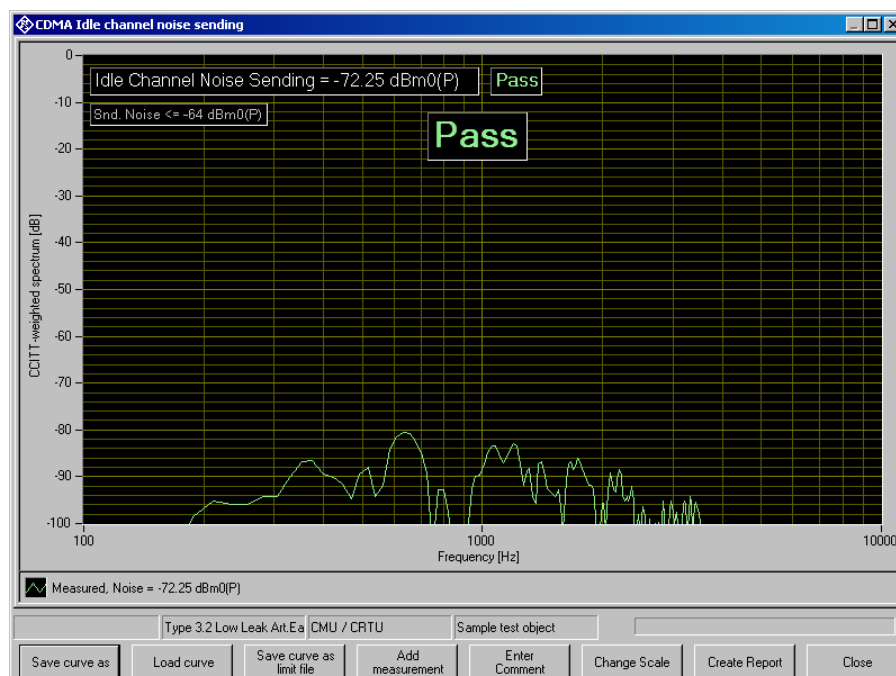 CDMA Idle channel noise sending
Idle Channel Noise Sending = -72.25 dBm0(P)
Pass
Snd. Noise <= -64 dBm0(P)
Pass
0
-10
-20
-30
-40
-50
-60
-70
-80
-90
-100
CCITT-weighted spectrum [dB]
100
1000
10000
Frequency [Hz]
Measured, Noise = -72.25 dBm0(P)
Type 3.2 Low Leak Art.Ea
CMU / CRTU
Sample test object
Save curve as
Load curve
Save curve as
limit file
Add
measurement
Enter
Comment
Change Scale
Create Report
Close